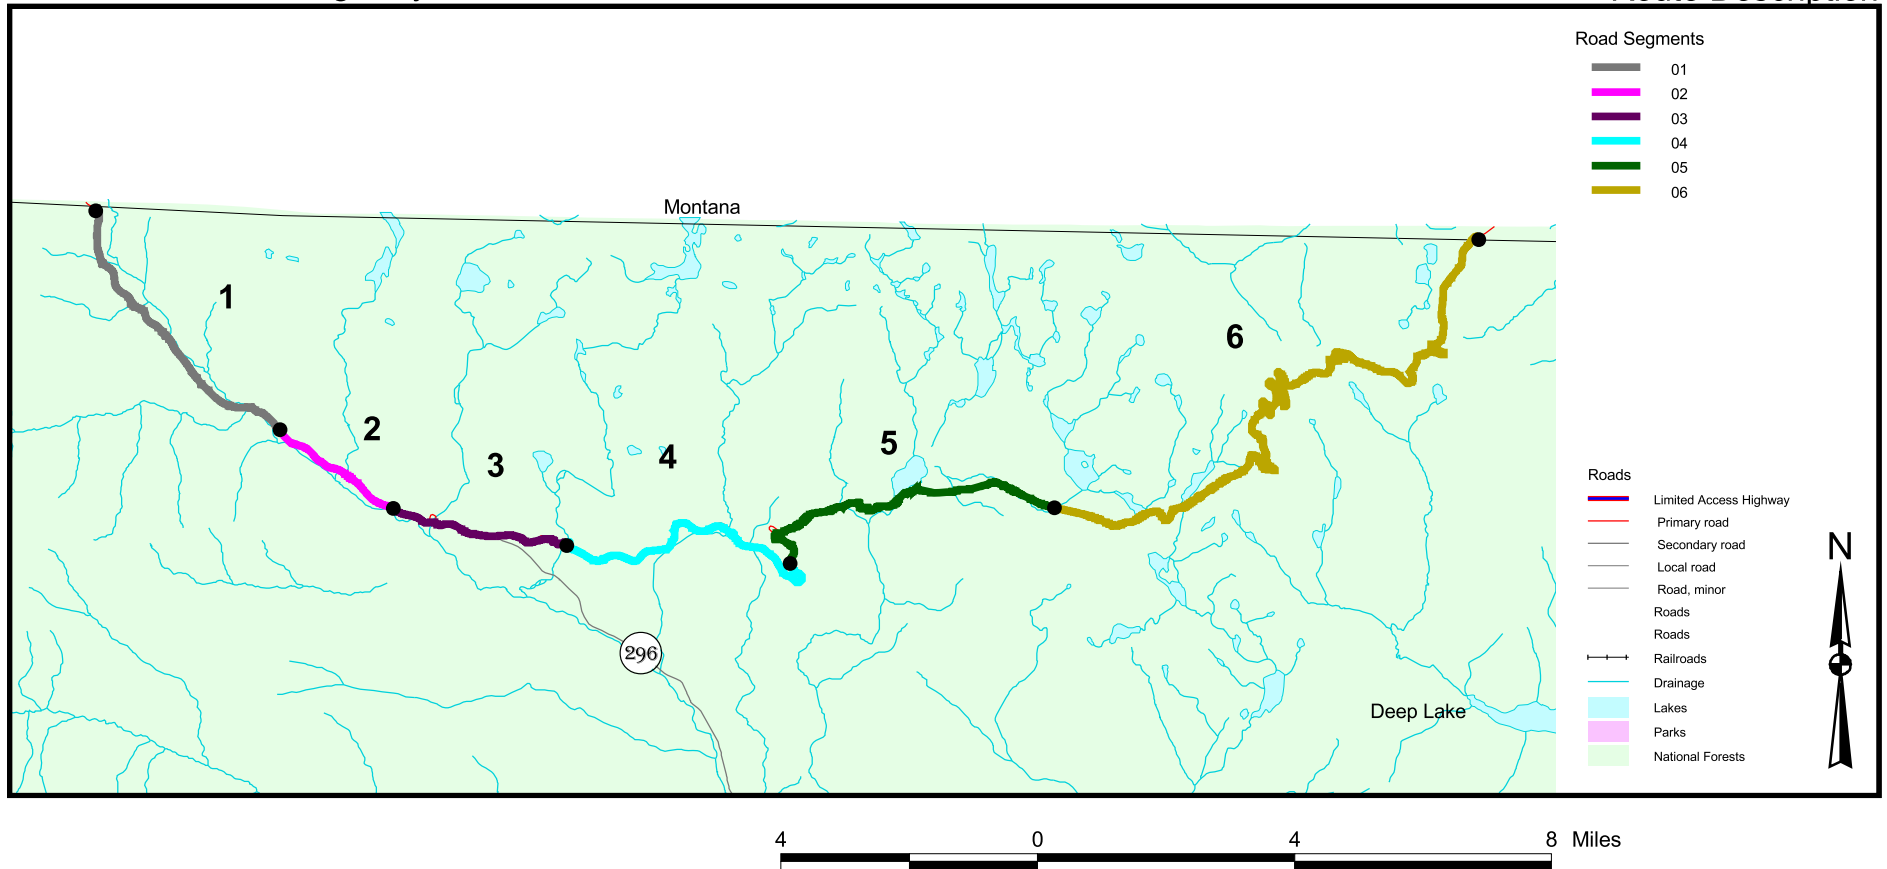 Road Segments
01
02
03
04
05
06
Montana
1
2
3
4
5
6
296
Deep Lake
Roads
Limited Access Highway
Primary road
Secondary road
Local road
Road, minor
Roads
Roads
Railroads
Drainage
Lakes
Parks
National Forests
N
4 0 4 8 Miles